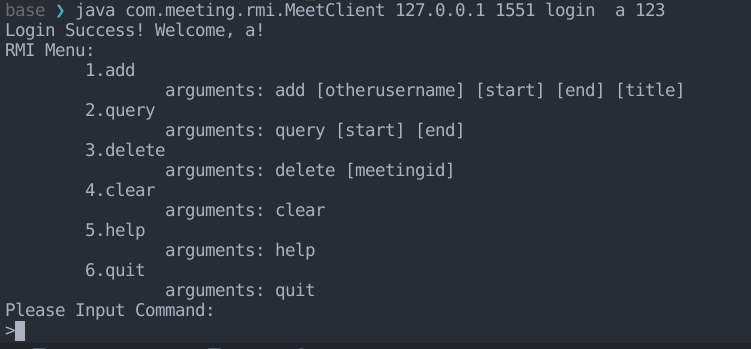 base ❯ java com.meeting.rmi.MeetClient 127.0.0.1 1551 login  a 123
Login Success! Welcome, a!
RMI Menu:
1.add
arguments: add [otherusername] [start] [end] [title]
2.query
arguments: query [start] [end]
3.delete
arguments: delete [meetingid]
4.clear
arguments: clear
5.help
arguments: help
6.quit
arguments: quit
Please Input Command:
>